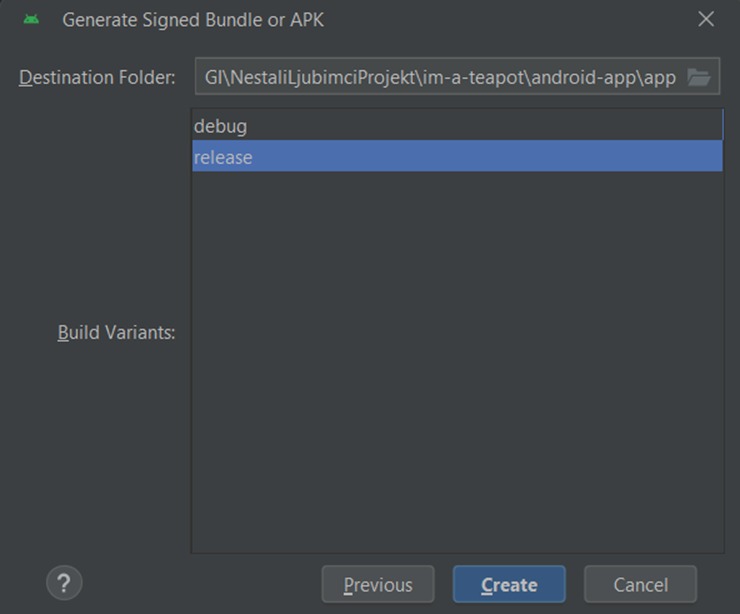 Generate Signed Bundle or APK
Destination Folder: GI\NestaliLjubimciProjekt\im-a-teapot\android-app\app
debug
release
Build Variants:
? Previous Create Cancel